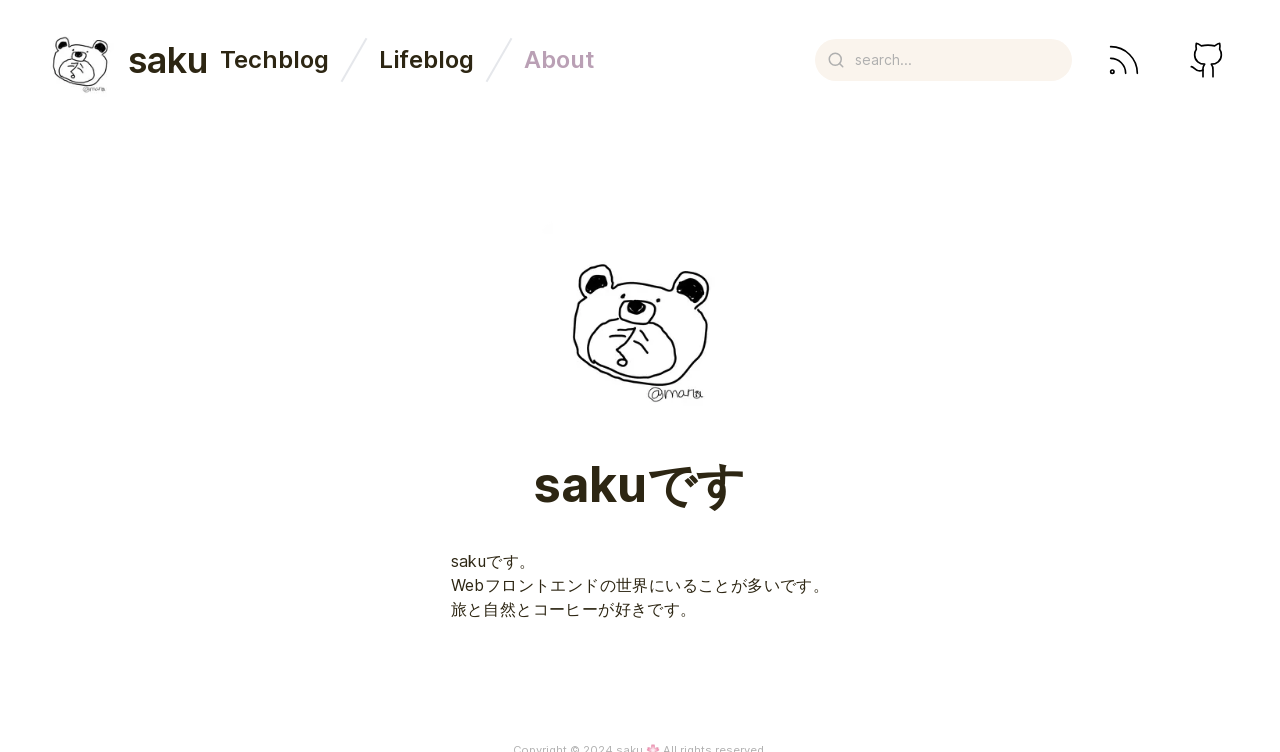 saku
Techblog
Lifeblog
About
search...
@maria
sakuです
sakuです。
Webフロントエンドの世界にいることが多いです。
旅と自然とコーヒーが好きです。
Copyright © 2024 saku 🌸 All rights reserved